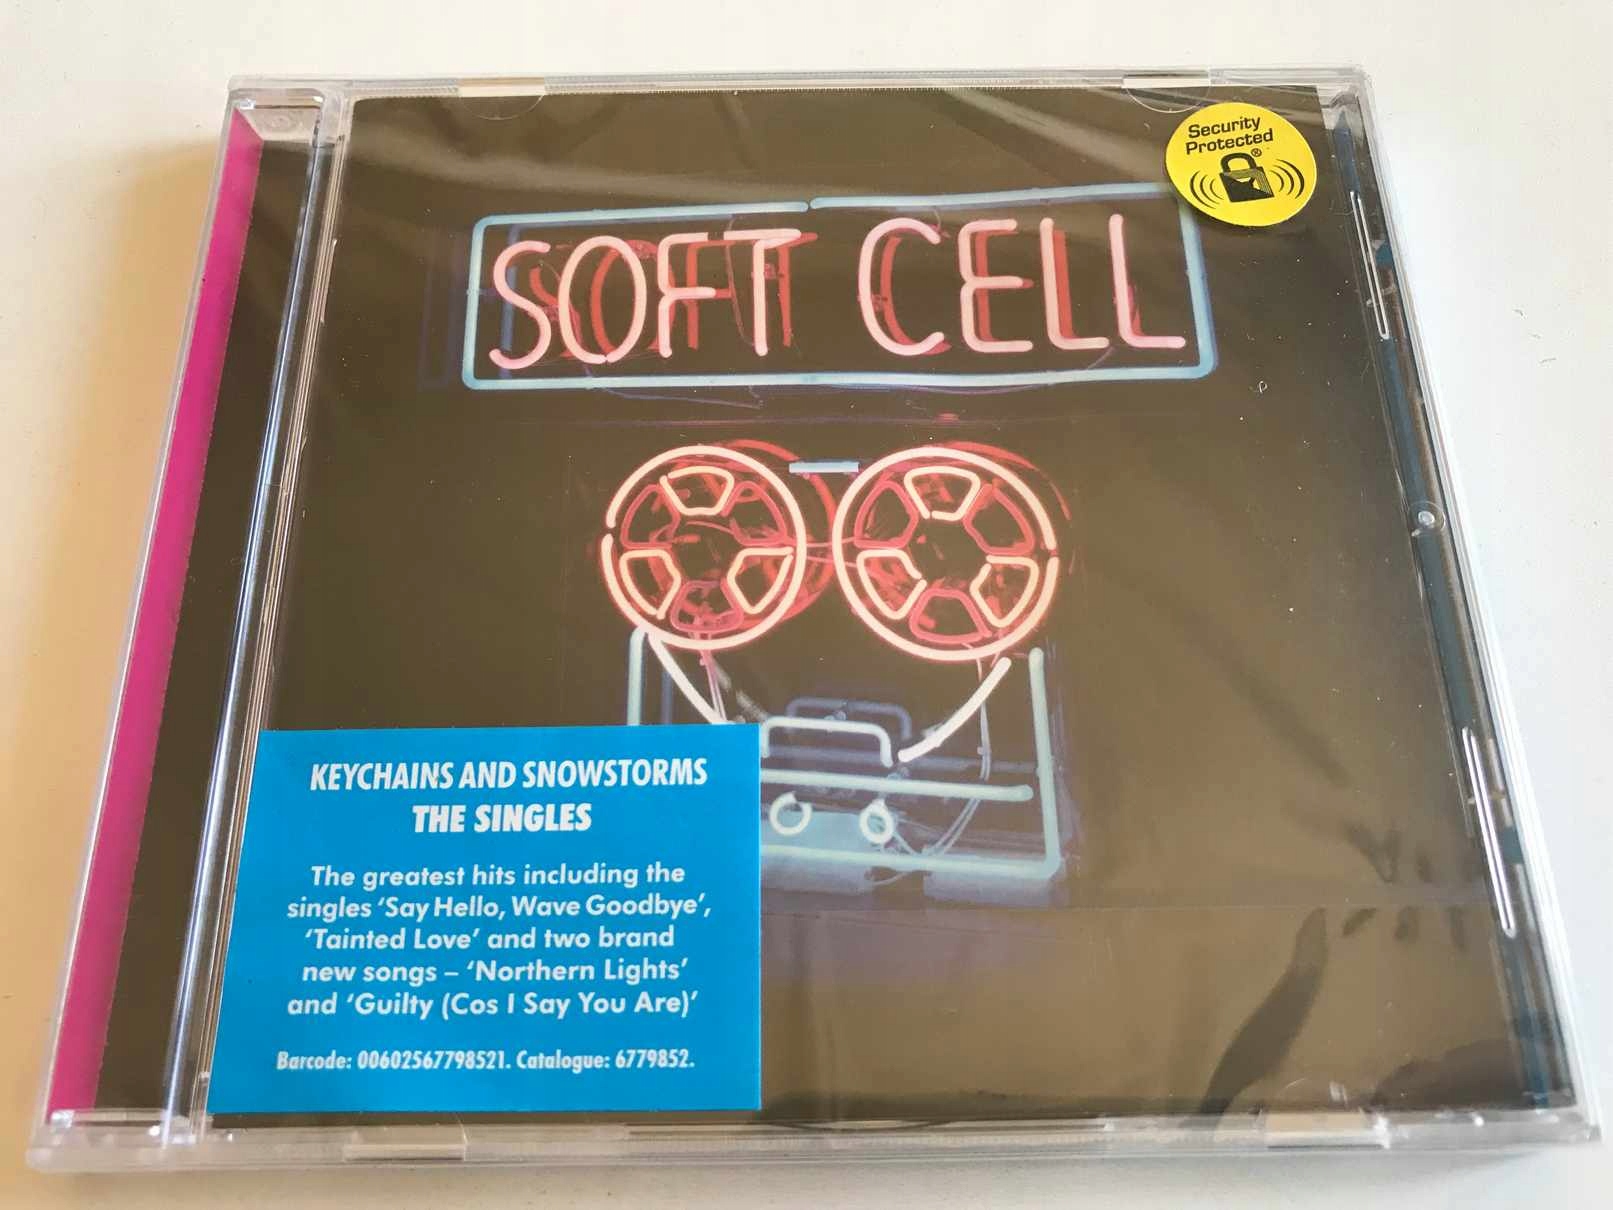 Security
Protected
®
SOFT CELL
KEYCHAINS AND SNOWSTORMS
THE SINGLES
The greatest hits including the
singles ‘Say Hello, Wave Goodbye’,
‘Tainted Love’ and two brand
new songs – ‘Northern Lights’
and ‘Guilty (Cos I Say You Are)’
Barcode: 00602567798521. Catalogue: 6779852.